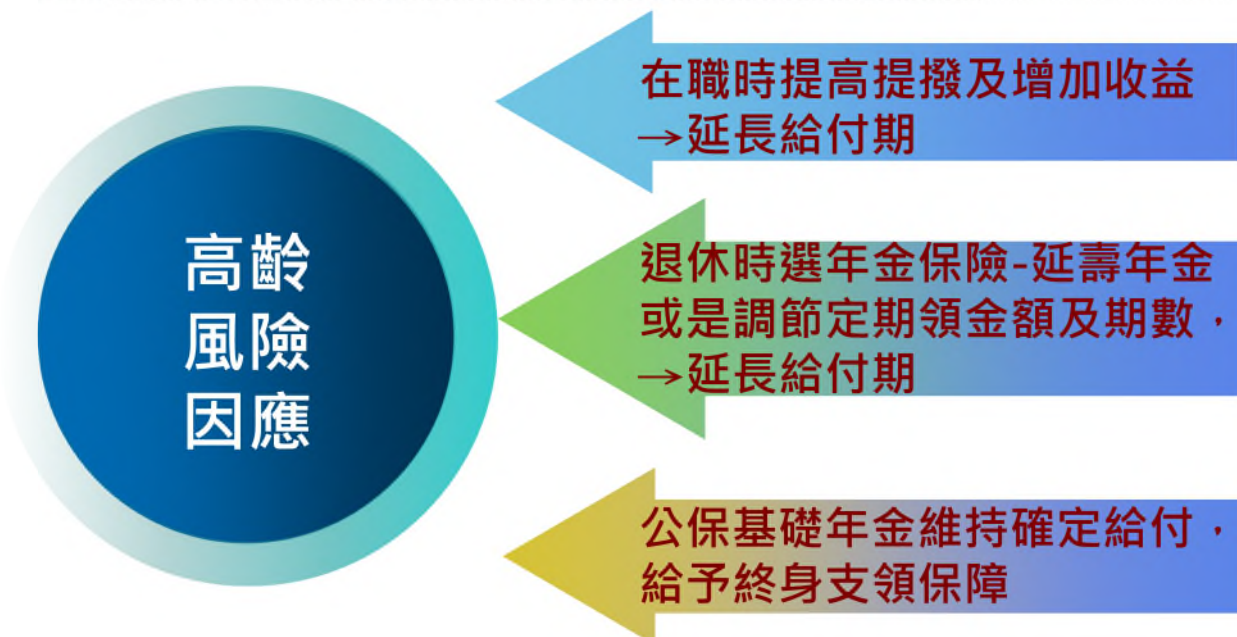 高齡
風險
因應
在職時提高提撥及增加收益
→延長給付期
退休時選年金保險-延壽年金
或是調節定期領金額及期數，
→延長給付期
公保基礎年金維持確定給付，
給予終身支領保障